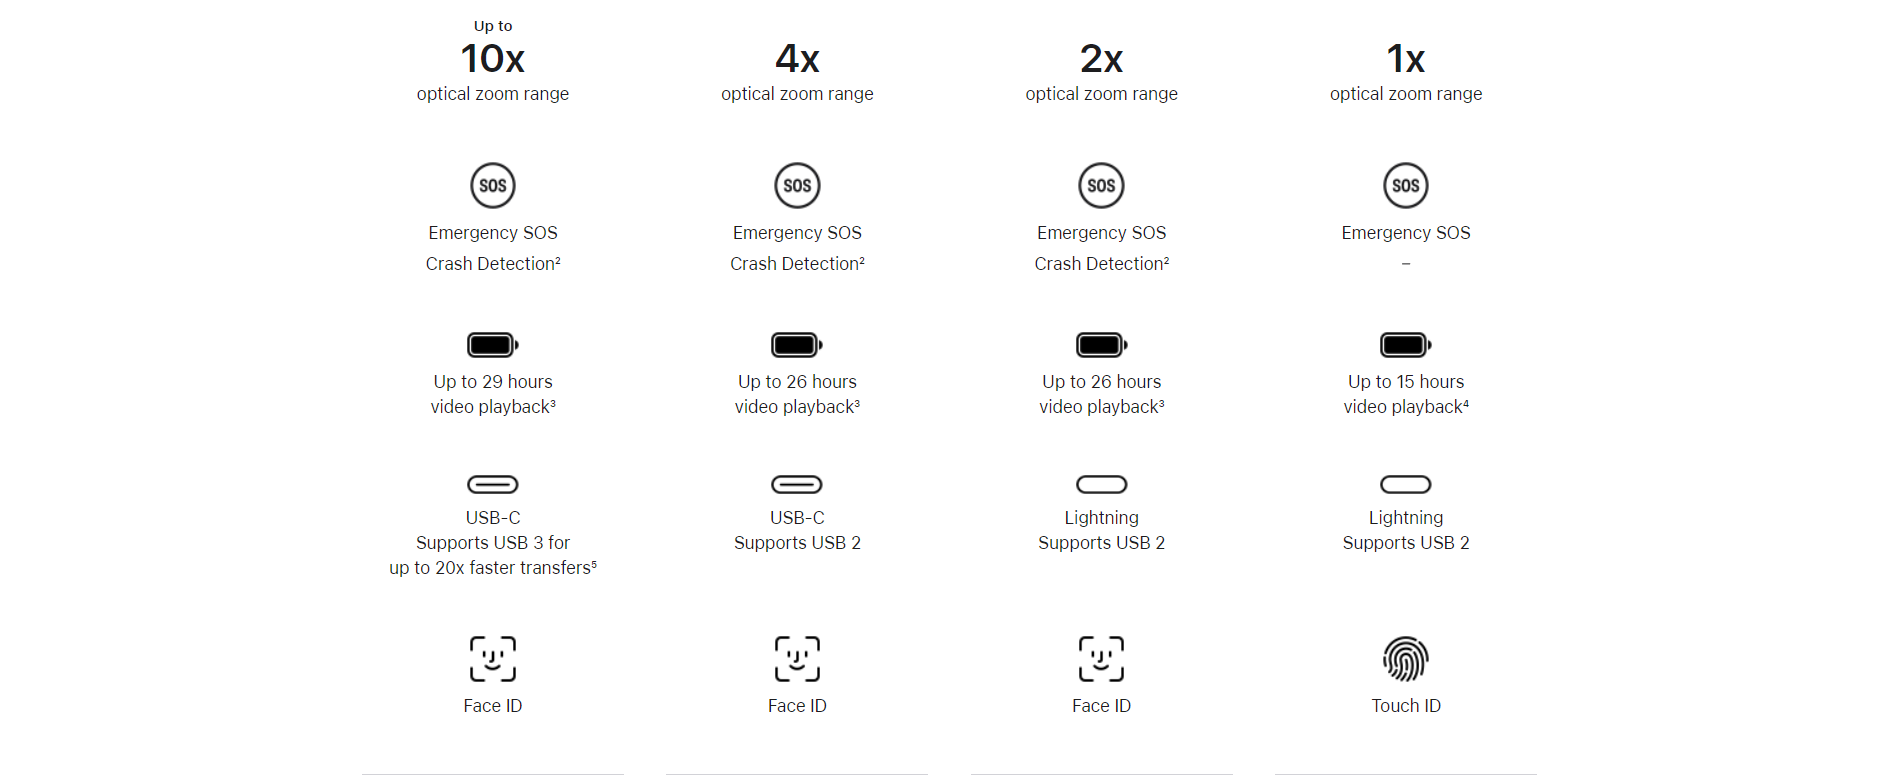 Up to
10x
optical zoom range
4x
optical zoom range
2x
optical zoom range
1x
optical zoom range
SOS
Emergency SOS
Crash Detection²
SOS
Emergency SOS
Crash Detection²
SOS
Emergency SOS
Crash Detection²
SOS
Emergency SOS
–
Up to 29 hours
video playback³
Up to 26 hours
video playback³
Up to 26 hours
video playback³
Up to 15 hours
video playback⁴
USB-C
Supports USB 3 for
up to 20x faster transfers⁵
USB-C
Supports USB 2
Lightning
Supports USB 2
Lightning
Supports USB 2
Face ID
Face ID
Face ID
Touch ID